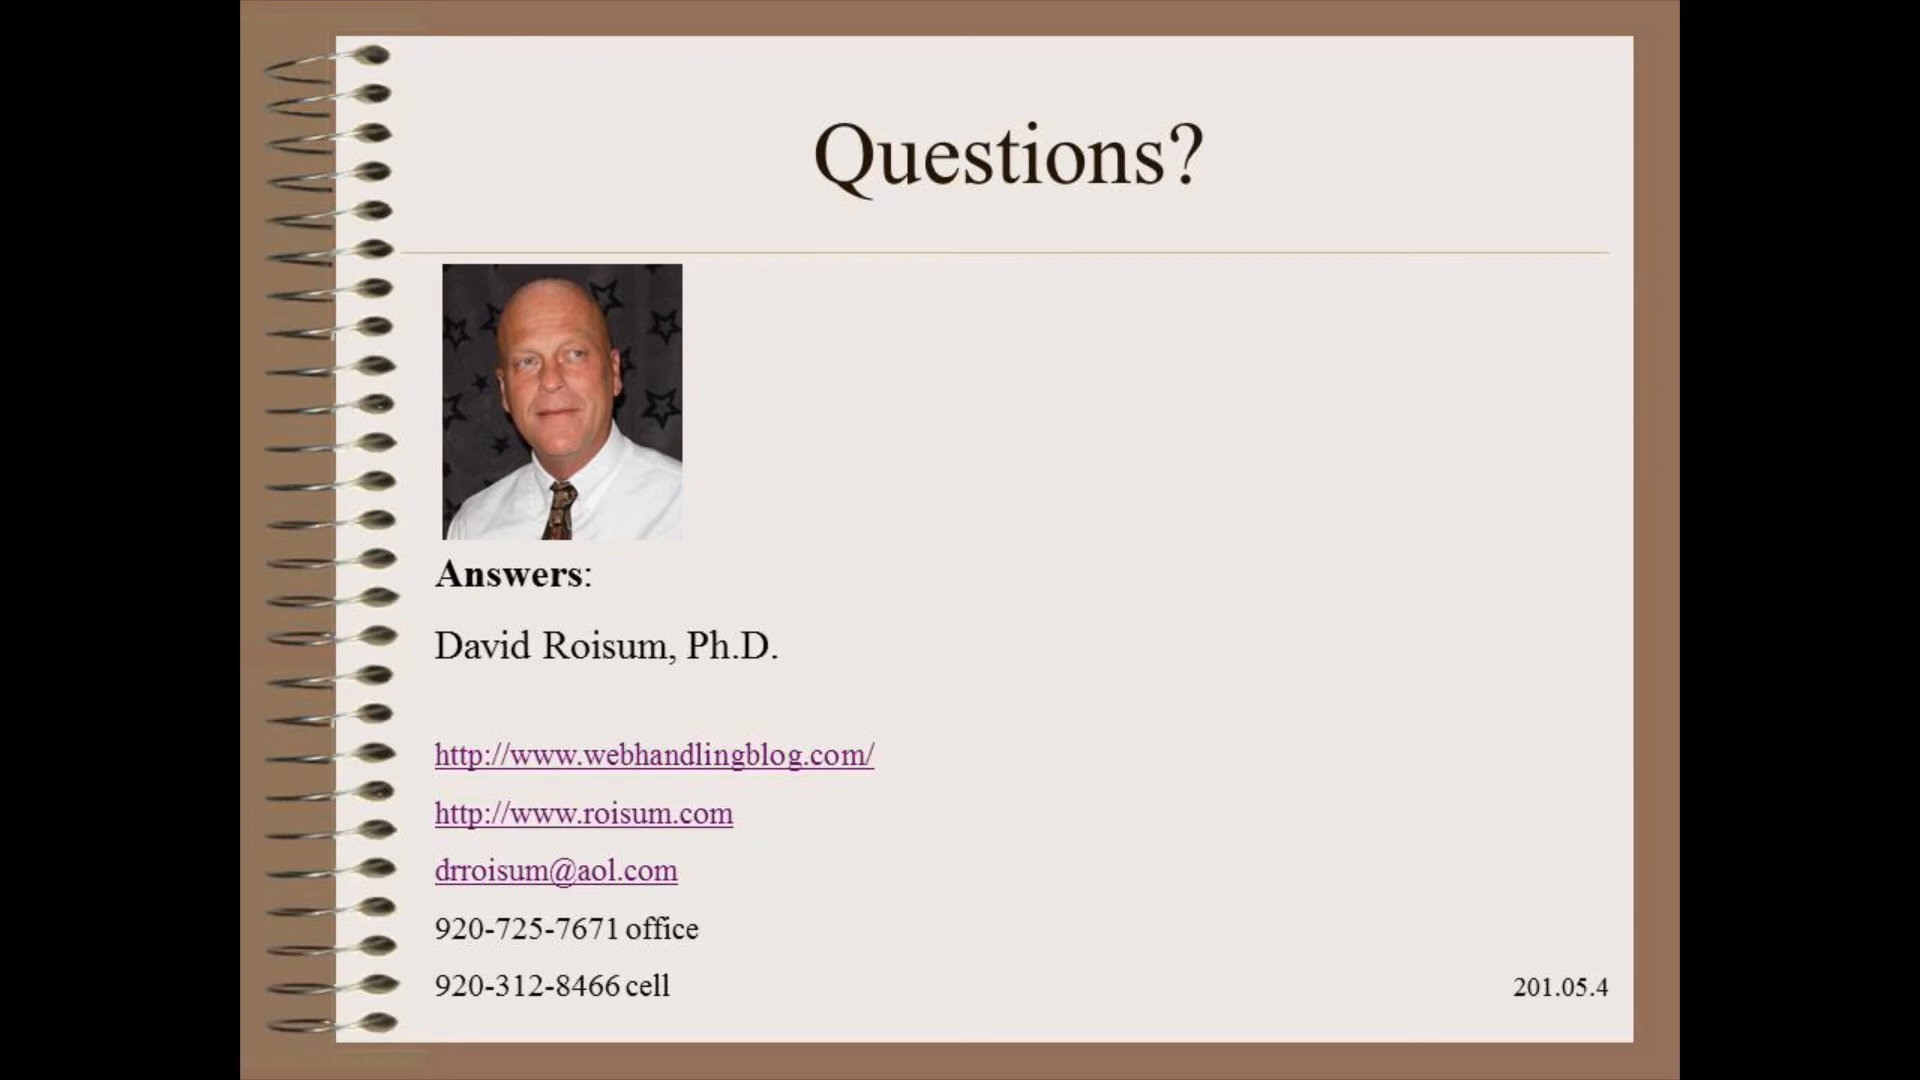 Questions?
Answers:
David Roisum, Ph.D.
http://www.webhandlingblog.com/
http://www.roisum.com
drroisum@aol.com
920-725-7671 office
920-312-8466 cell
201.05.4